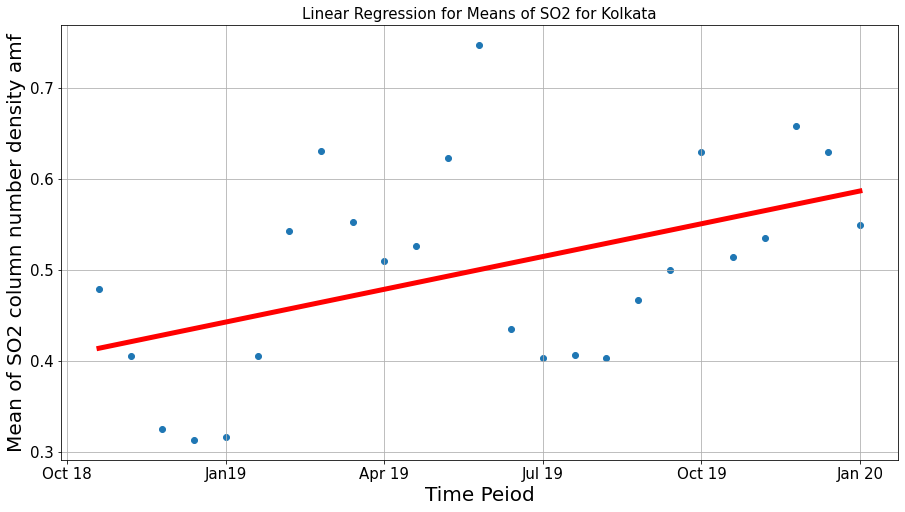 Linear Regression for Means of SO2 for Kolkata
Mean of SO2 column number density amf
0.7
0.6
0.5
0.4
0.3
Oct 18 Jan19 Apr 19 Jul 19 Oct 19 Jan 20
Time Peiod